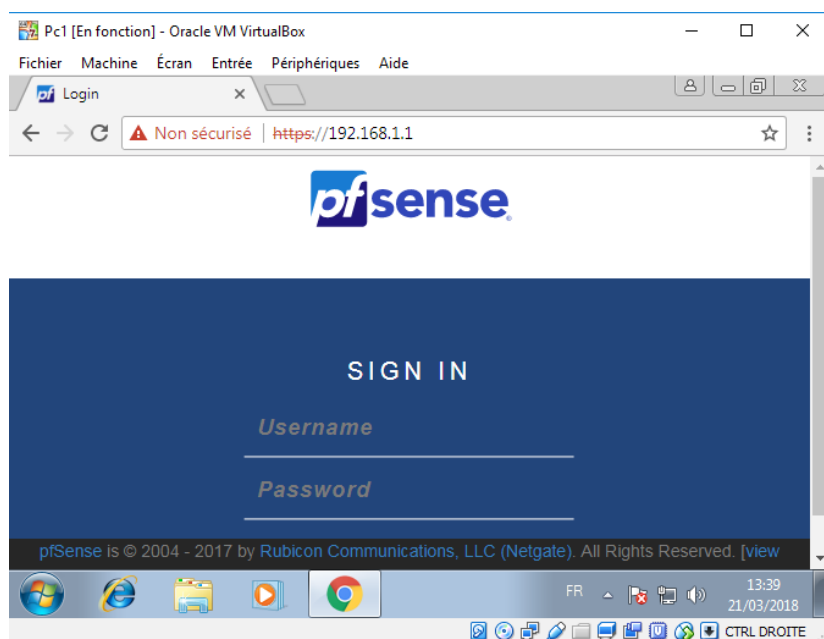 Pc1 [En fonction] - Oracle VM VirtualBox
Fichier Machine Écran Entrée Périphériques Aide
pf Login
Non sécurisé | https://192.168.1.1
pfsense
SIGN IN
Username
Password
pfSense is © 2004 - 2017 by Rubicon Communications, LLC (Netgate). All Rights Reserved. [view
FR
13:39
21/03/2018
CTRL DROITE